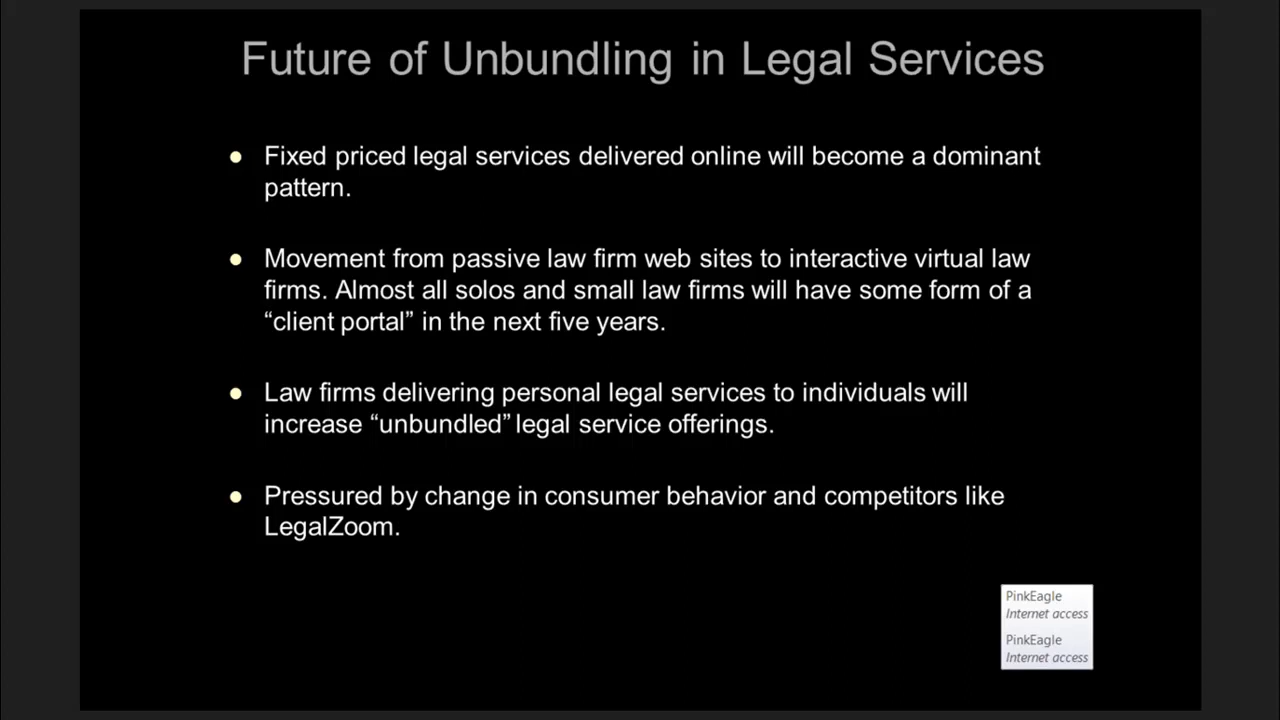 Future of Unbundling in Legal Services
● Fixed priced legal services delivered online will become a dominant
pattern.
● Movement from passive law firm web sites to interactive virtual law
firms. Almost all solos and small law firms will have some form of a
“client portal” in the next five years.
● Law firms delivering personal legal services to individuals will
increase “unbundled” legal service offerings.
● Pressured by change in consumer behavior and competitors like
LegalZoom.
PinkEagle
Internet access
PinkEagle
Internet access